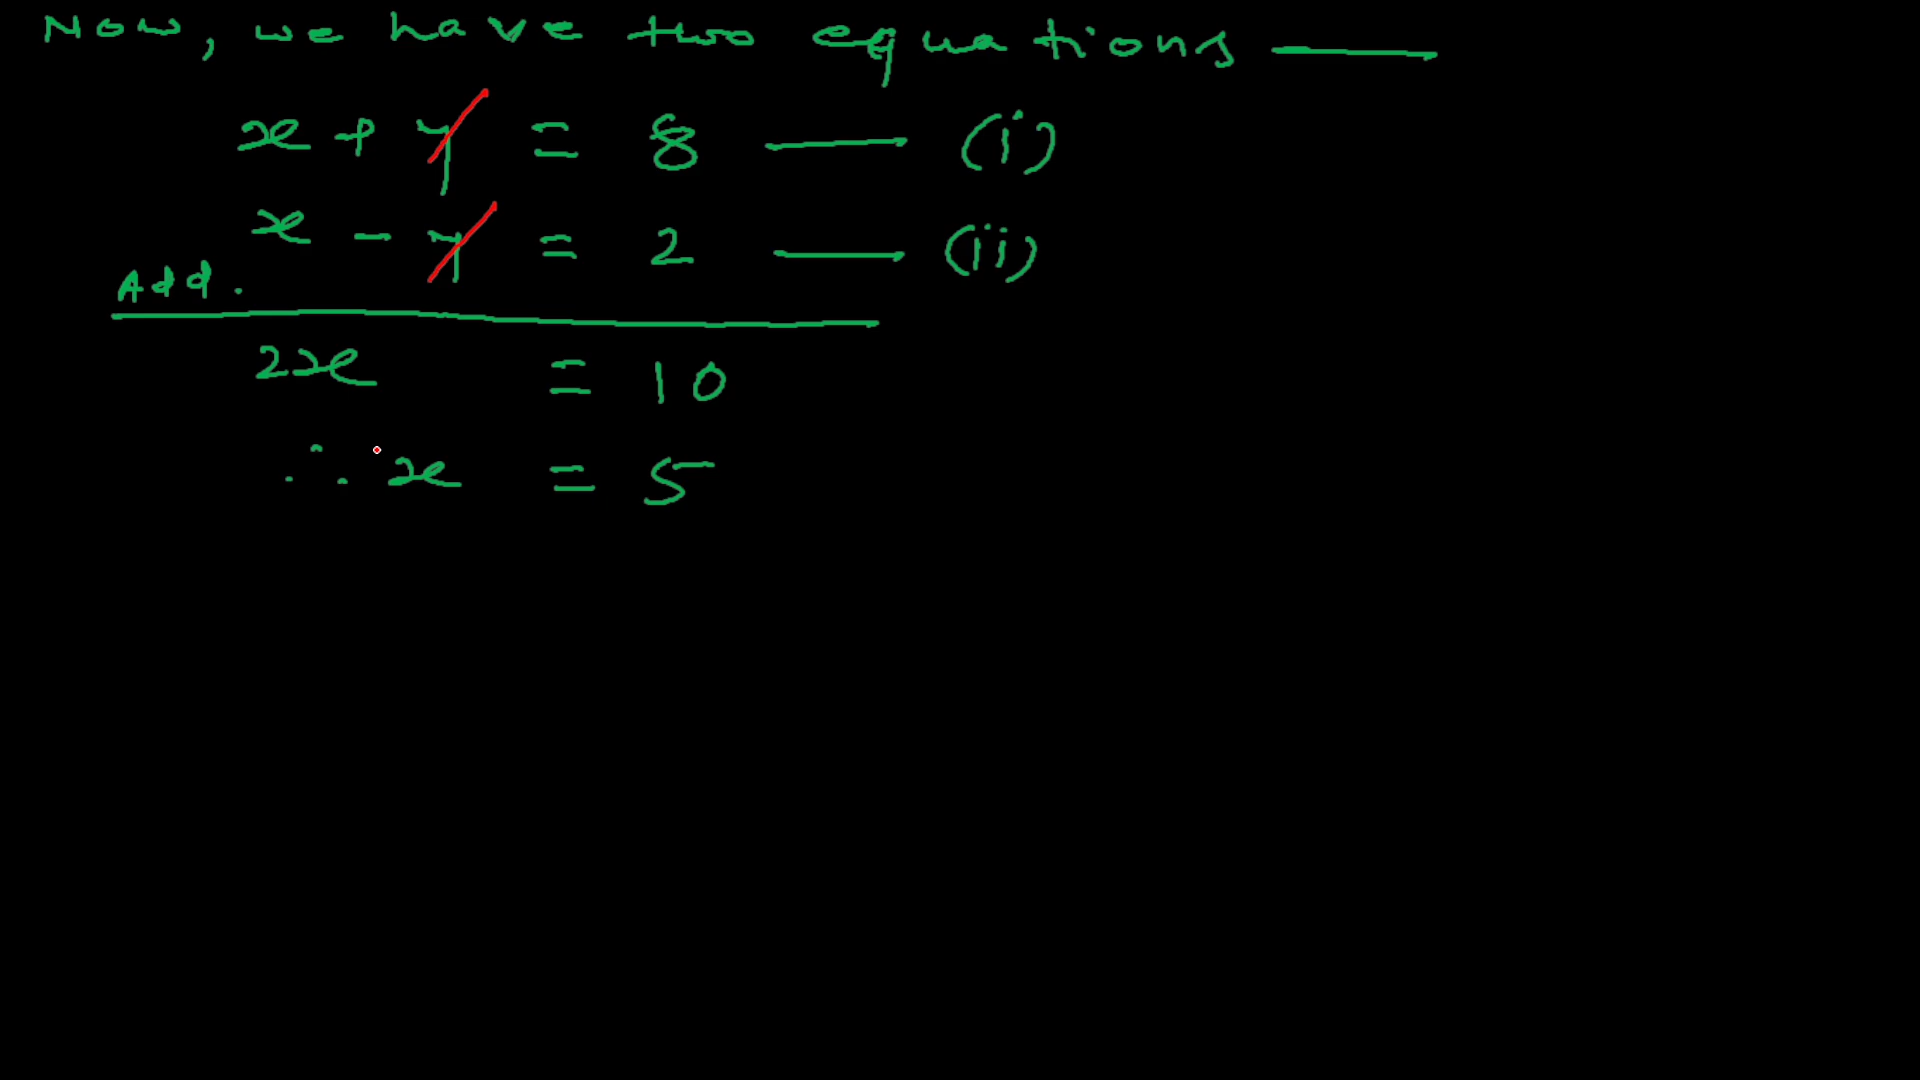 Now, we have two equations —
x + y = 8 — (i)
x - y = 2 — (ii)
Add.
2x = 10
∴ x = 5